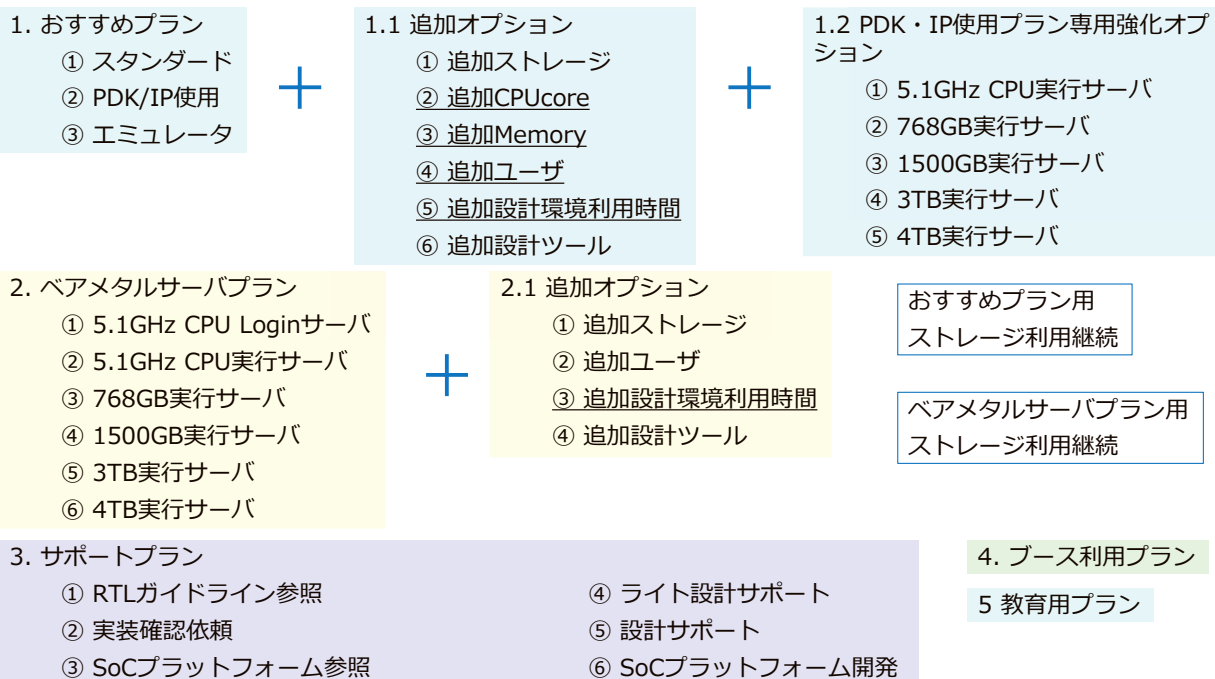 1. おすすめプラン
① スタンダード
② PDK/IP使用
③ エミュレータ
＋
1.1 追加オプション
① 追加ストレージ
② 追加CPUcore
③ 追加Memory
④ 追加ユーザ
⑤ 追加設計環境利用時間
⑥ 追加設計ツール
＋
1.2 PDK・IP使用プラン専用強化オプ
ション
① 5.1GHz CPU実行サーバ
② 768GB実行サーバ
③ 1500GB実行サーバ
④ 3TB実行サーバ
⑤ 4TB実行サーバ
2. ベアメタルサーバプラン
① 5.1GHz CPU Loginサーバ
② 5.1GHz CPU実行サーバ
③ 768GB実行サーバ
④ 1500GB実行サーバ
⑤ 3TB実行サーバ
⑥ 4TB実行サーバ
＋
2.1 追加オプション
① 追加ストレージ
② 追加ユーザ
③ 追加設計環境利用時間
④ 追加設計ツール
おすすめプラン用
ストレージ利用継続
ベアメタルサーバプラン用
ストレージ利用継続
3. サポートプラン
① RTLガイドライン参照
② 実装確認依頼
③ SoCプラットフォーム参照
④ ライト設計サポート
⑤ 設計サポート
⑥ SoCプラットフォーム開発
4. ブース利用プラン
5 教育用プラン